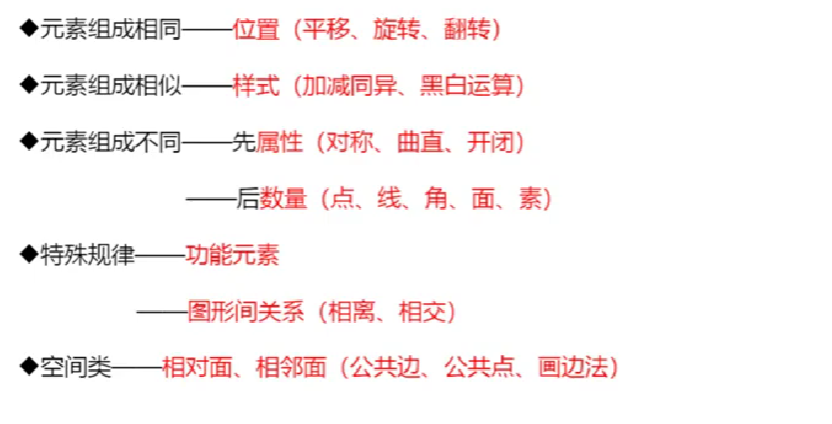 ◆元素组成相同——位置（平移、旋转、翻转）
◆元素组成相似——样式（加减同异、黑白运算）
◆元素组成不同——先属性（对称、曲直、开闭）
——后数量（点、线、角、面、素）
◆特殊规律——功能元素
——图形间关系（相离、相交）
◆空间类——相对面、相邻面（公共边、公共点、画边法）